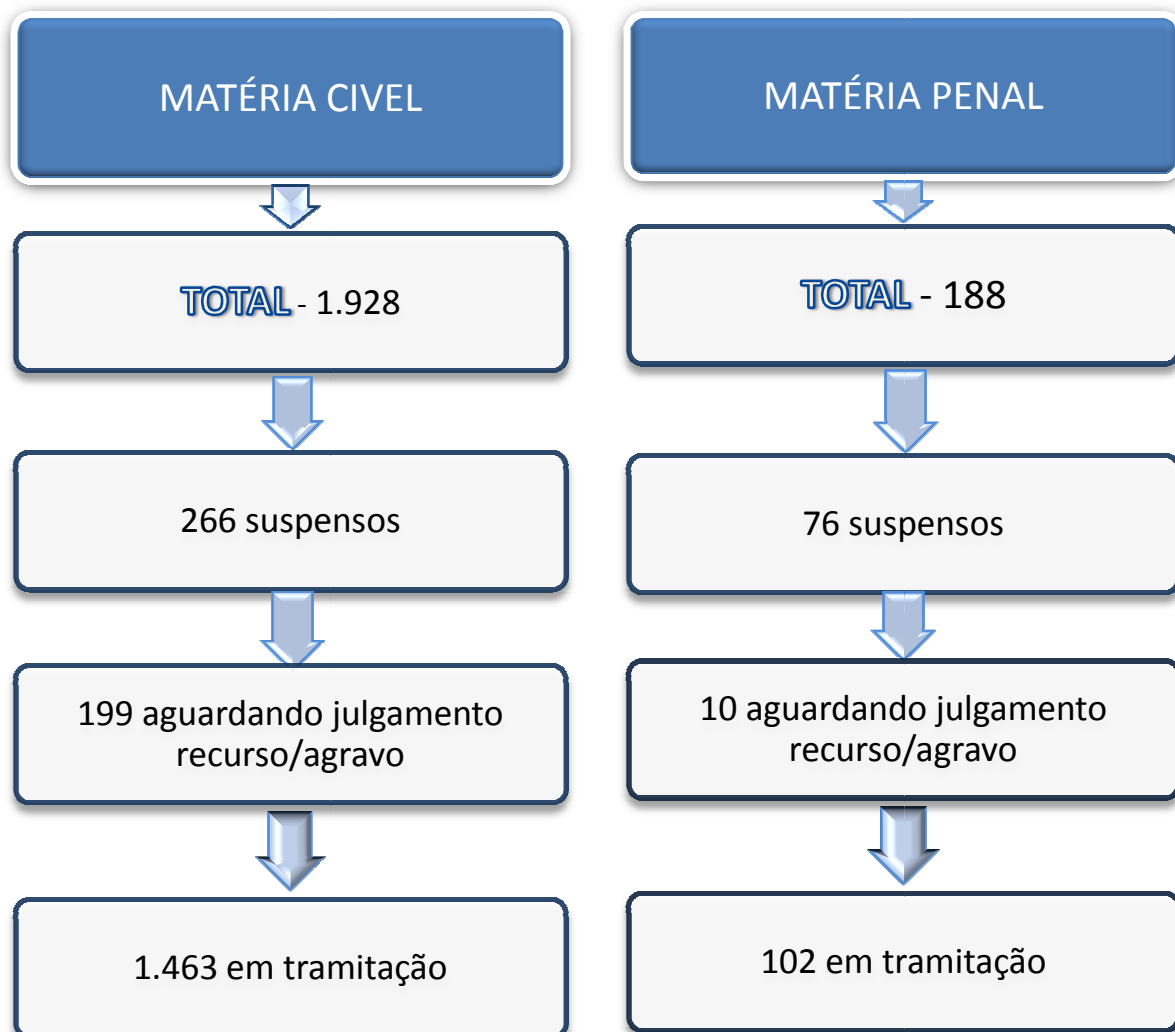 MATÉRIA CIVEL
TOTAL - 1.928
266 suspensos
199 aguardando julgamento
recurso/agravo
1.463 em tramitação
MATÉRIA PENAL
TOTAL - 188
76 suspensos
10 aguardando julgamento
recurso/agravo
102 em tramitação